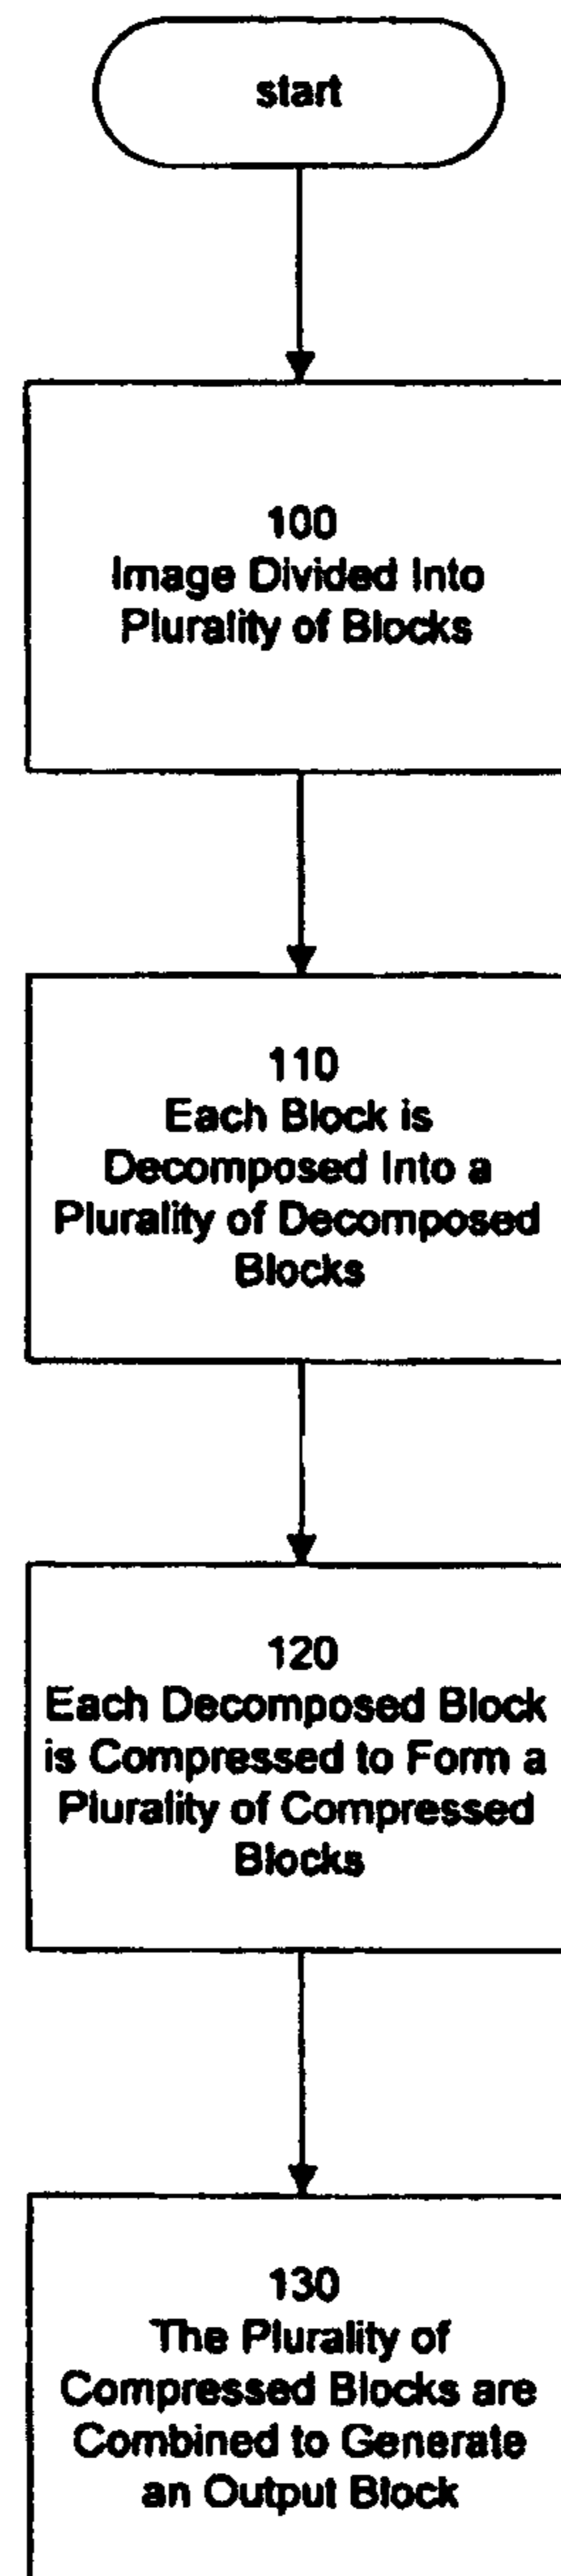 start
100
Image Divided Into
Plurality of Blocks
110
Each Block is
Decomposed Into a
Plurality of Decomposed
Blocks
120
Each Decomposed Block
is Compressed to Form a
Plurality of Compressed
Blocks
130
The Plurality of
Compressed Blocks are
Combined to Generate
an Output Block